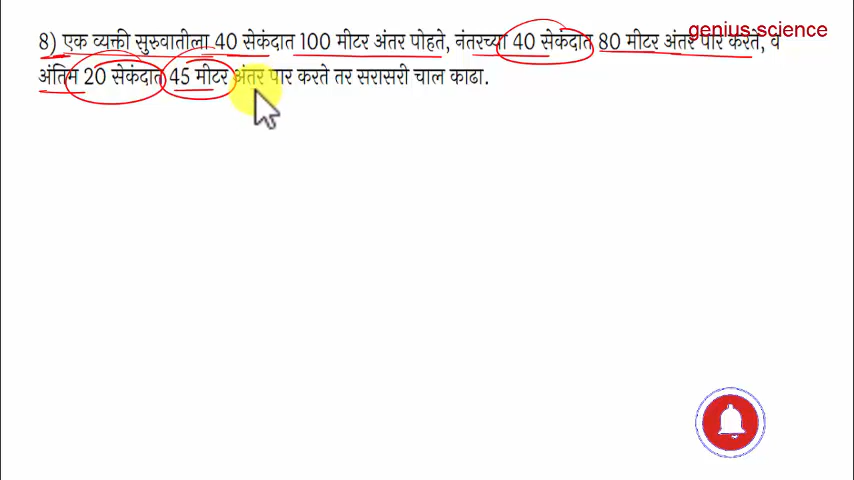 genius science
8) एक व्यक्ती सुरुवातीला 40 सेकंदात 100 मीटर अंतर पोहते, नंतरच्या 40 सेकंदात 80 मीटर अंतर पार करते, व
अंतिम 20 सेकंदात 45 मीटर अंतर पार करते तर सरासरी चाल काढा.